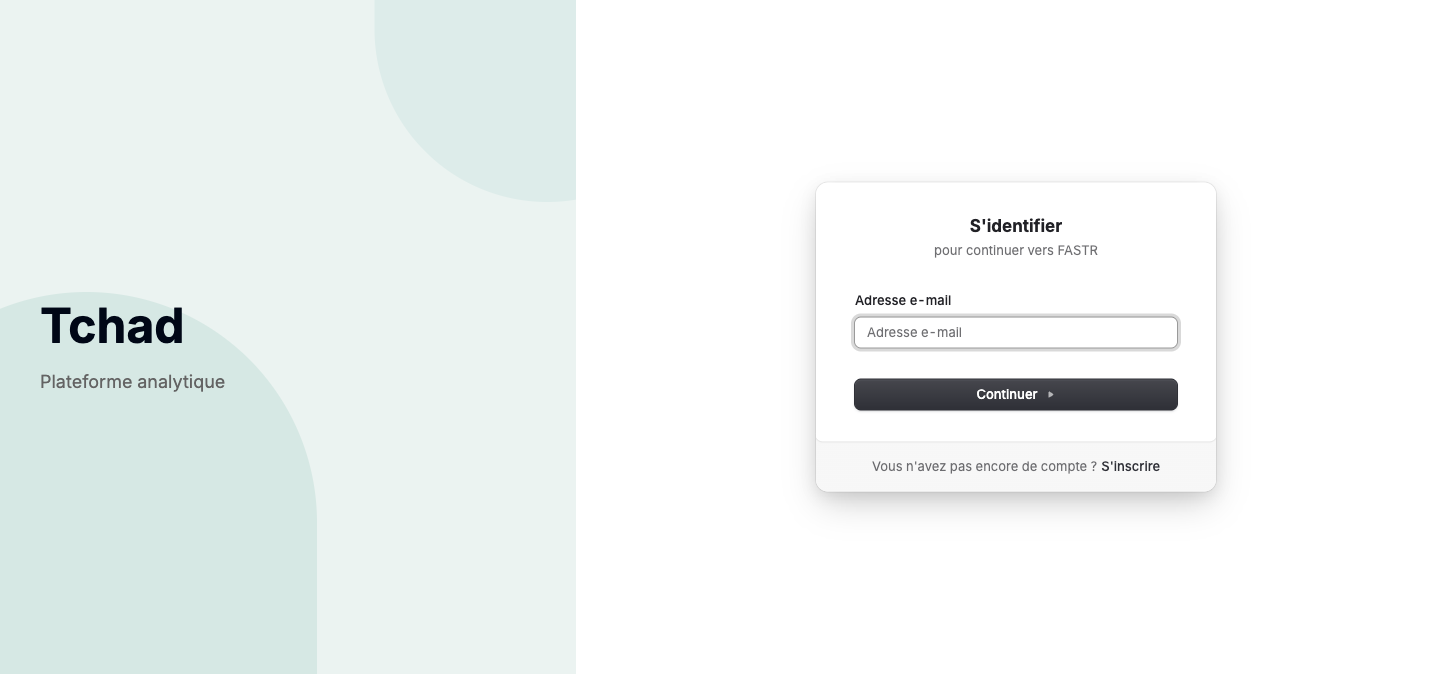 Tchad
Plateforme analytique
S'identifier
pour continuer vers FASTR
Adresse e-mail
Adresse e-mail
Continuer
Vous n'avez pas encore de compte ? S'inscrire